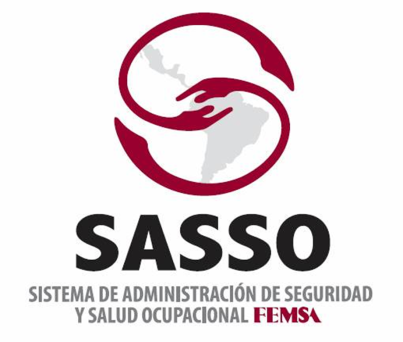 SASSO
SISTEMA DE ADMINISTRACIÓN DE SEGURIDAD
Y SALUD OCUPACIONAL FEMSA